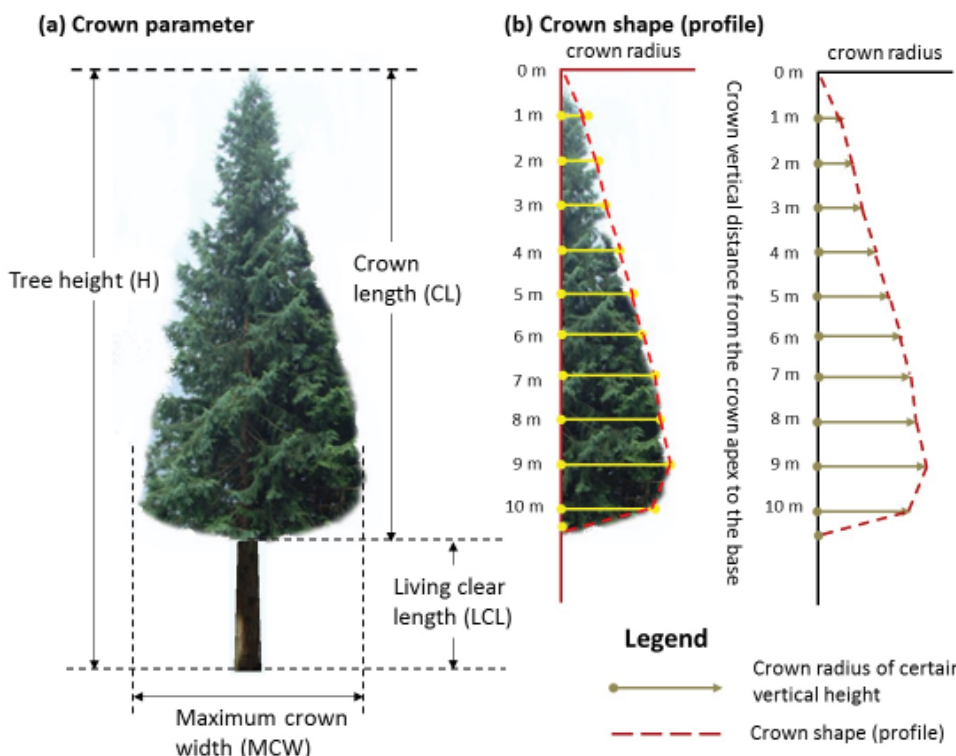 (a) Crown parameter
Tree height (H)
Crown
length (CL)
Living clear
length (LCL)
Maximum crown
width (MCW)
(b) Crown shape (profile)
crown radius
0 m
1 m
2 m
3 m
4 m
5 m
6 m
7 m
8 m
9 m
10 m
Crown vertical distance from the crown apex to the base
crown radius
0 m
1 m
2 m
3 m
4 m
5 m
6 m
7 m
8 m
9 m
10 m
Legend
Crown radius of certain
vertical height
Crown shape (profile)